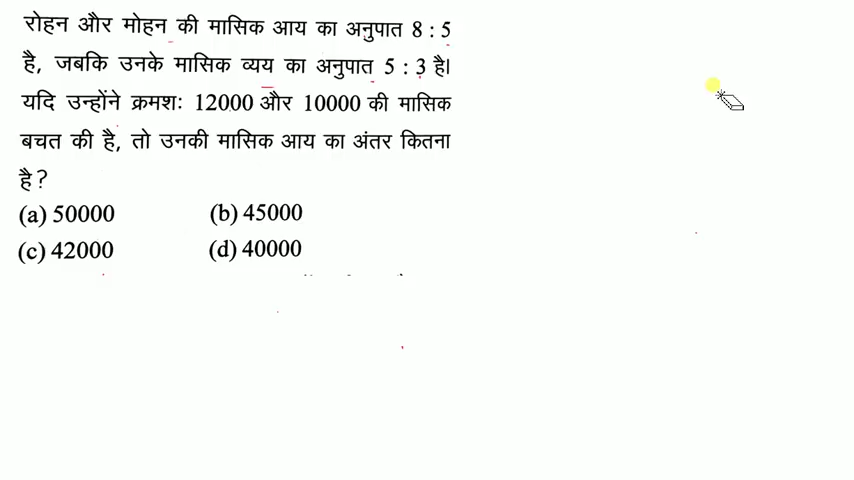 रोहन और मोहन की मासिक आय का अनुपात 8 : 5
है, जबकि उनके मासिक व्यय का अनुपात 5 : 3 है।
यदि उन्होंने क्रमशः 12000 और 10000 की मासिक
बचत की है, तो उनकी मासिक आय का अंतर कितना
है?
(a) 50000 (b) 45000
(c) 42000 (d) 40000